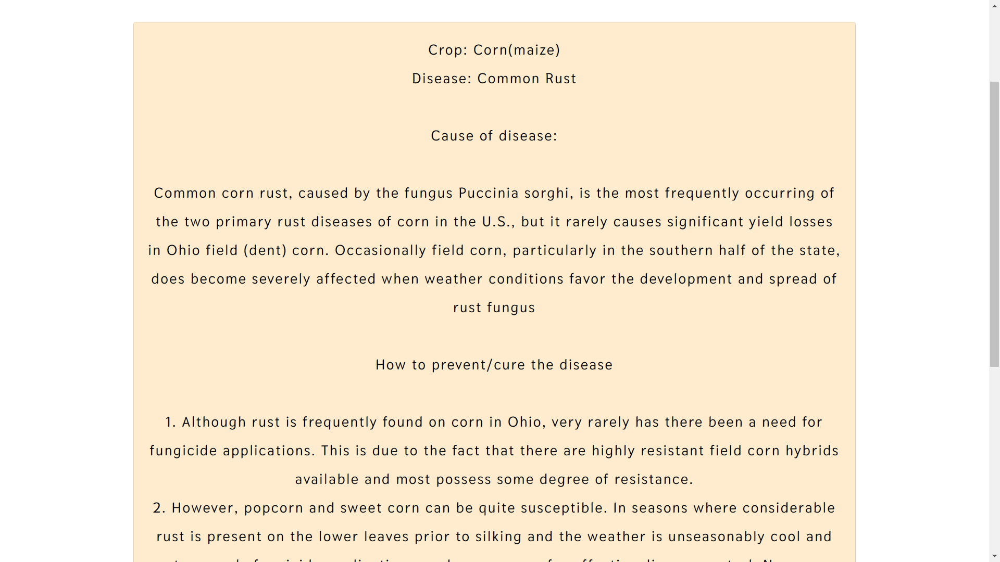 Crop: Corn(maize)
Disease: Common Rust
Cause of disease:
Common corn rust, caused by the fungus Puccinia sorghi, is the most frequently occurring of
the two primary rust diseases of corn in the U.S., but it rarely causes significant yield losses
in Ohio field (dent) corn. Occasionally field corn, particularly in the southern half of the state,
does become severely affected when weather conditions favor the development and spread of
rust fungus
How to prevent/cure the disease
1. Although rust is frequently found on corn in Ohio, very rarely has there been a need for
fungicide applications. This is due to the fact that there are highly resistant field corn hybrids
available and most possess some degree of resistance.
2. However, popcorn and sweet corn can be quite susceptible. In seasons where considerable
rust is present on the lower leaves prior to silking and the weather is unseasonably cool and